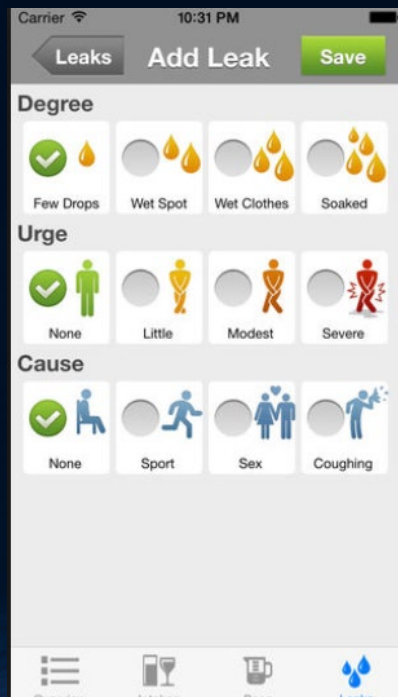 Carrier 10:31 PM
Leaks Add Leak Save
Degree
Few Drops Wet Spot Wet Clothes Soaked
Urge
None Little Modest Severe
Cause
None Sport Sex Coughing